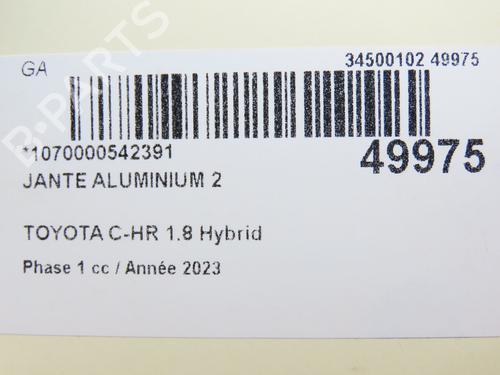 GA
34500102 49975
*1070000542391
49975
JANTE ALUMINIUM 2
TOYOTA C-HR 1.8 Hybrid
Phase 1 cc / Année 2023
B-PARTS